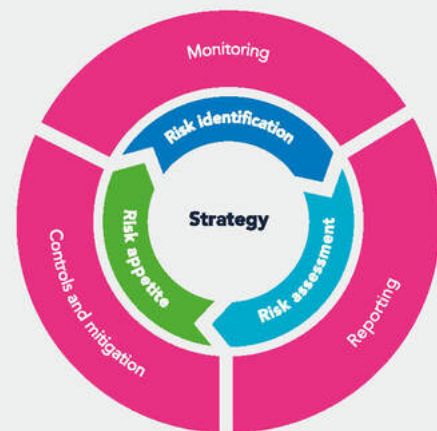 Monitoring
Risk identification
Strategy
Risk appetite
Risk assessment
Controls and mitigation
Reporting